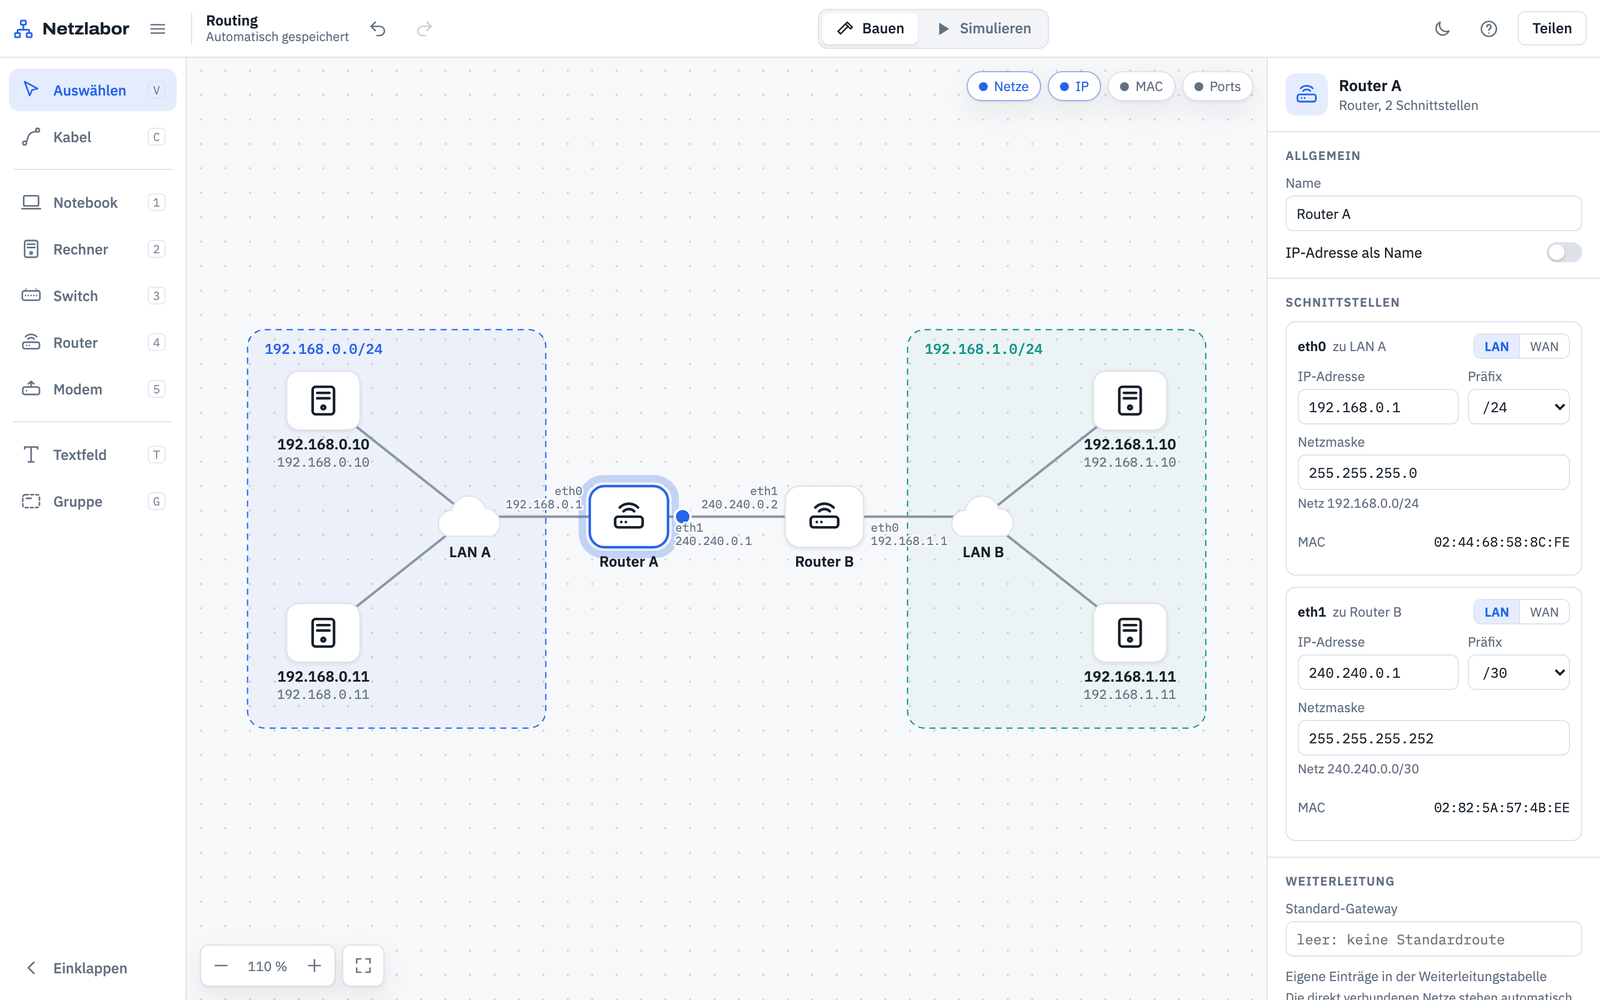 Netzlabor
Routing
Automatisch gespeichert
Bauen
Simulieren
Teilen
Auswählen V
Kabel C
Notebook 1
Rechner 2
Switch 3
Router 4
Modem 5
Textfeld T
Gruppe G
Einklappen
Netze
IP
MAC
Ports
192.168.0.0/24
192.168.0.10
192.168.0.10
LAN A
192.168.0.11
192.168.0.11
eth0
192.168.0.1
Router A
eth1
240.240.0.1
eth1
240.240.0.2
Router B
eth0
192.168.1.1
192.168.1.0/24
192.168.1.10
192.168.1.10
LAN B
192.168.1.11
192.168.1.11
110 %
Router A
Router, 2 Schnittstellen
ALLGEMEIN
Name
Router A
IP-Adresse als Name
SCHNITTSTELLEN
eth0 zu LAN A LAN WAN
IP-Adresse Präfix
192.168.0.1 /24
Netzmaske
255.255.255.0
Netz 192.168.0.0/24
MAC 02:44:68:58:8C:FE
eth1 zu Router B LAN WAN
IP-Adresse Präfix
240.240.0.1 /30
Netzmaske
255.255.255.252
Netz 240.240.0.0/30
MAC 02:82:5A:57:4B:EE
WEITERLEITUNG
Standard-Gateway
leer: keine Standardroute
Eigene Einträge in der Weiterleitungstabelle
Die direkt verbundenen Netze stehen automatisch